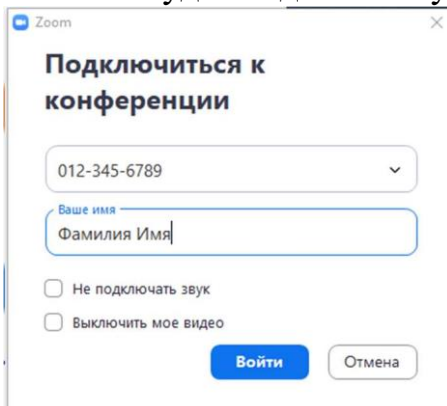 Zoom
Подключиться к
конференции
012-345-6789
Ваше имя
Фамилия Имя
Не подключать звук
Выключить мое видео
Войти
Отмена